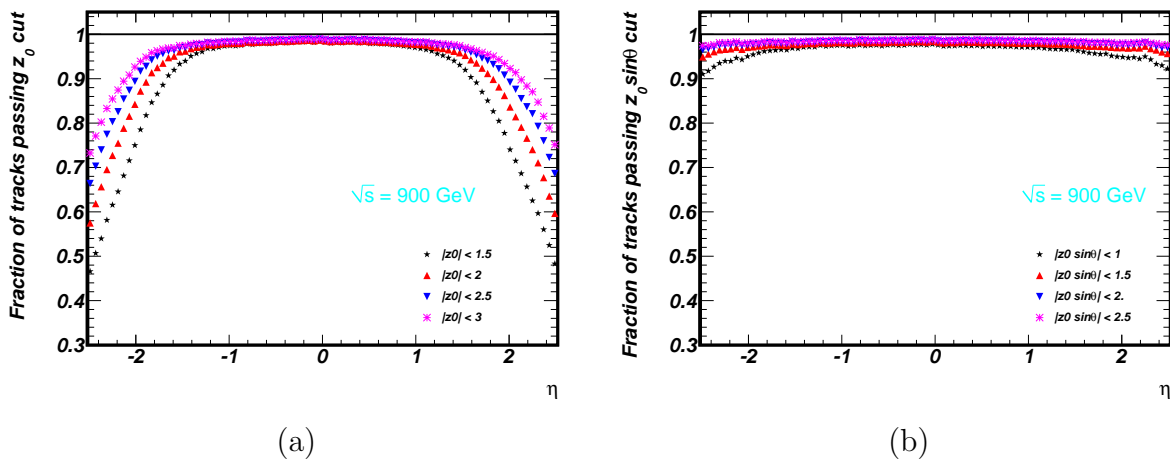 Fraction of tracks passing z0 cut
1
0.9
0.8
0.7
0.6
0.5
0.4
0.3
-2 -1 0 1 2
η
√s = 900 GeV
|z0| < 1.5
|z0| < 2
|z0| < 2.5
|z0| < 3
(a)
Fraction of tracks passing z0 sinθ cut
1
0.9
0.8
0.7
0.6
0.5
0.4
0.3
-2 -1 0 1 2
η
√s = 900 GeV
|z0 sinθ| < 1
|z0 sinθ| < 1.5
|z0 sinθ| < 2.
|z0 sinθ| < 2.5
(b)